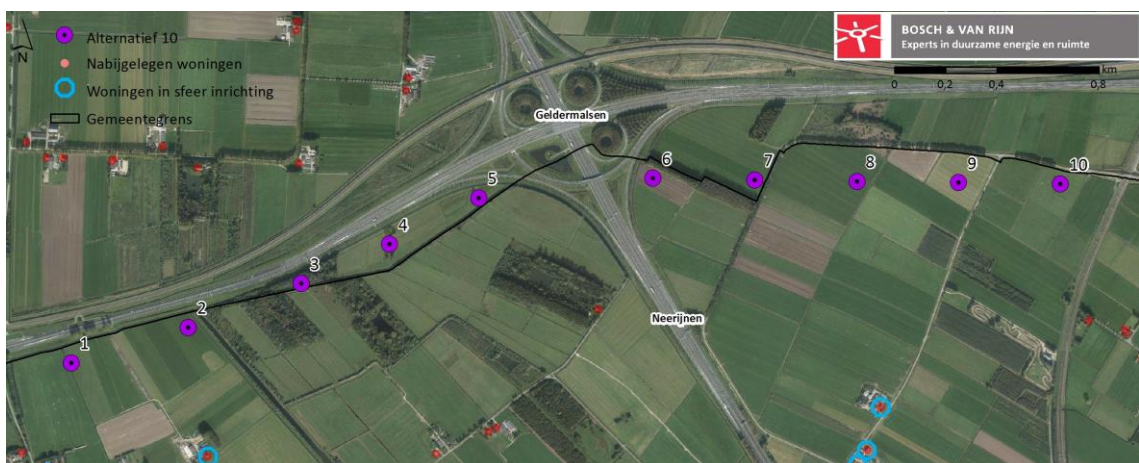 N
Alternatief 10
Nabijgelegen woningen
Woningen in sfeer inrichting
Gemeentegrens
BOSCH & VAN RIJN
Experts in duurzame energie en ruimte
km
0 0,2 0,4 0,8
Geldermalsen
Neerijnen
1
2
3
4
5
6
7
8
9
10